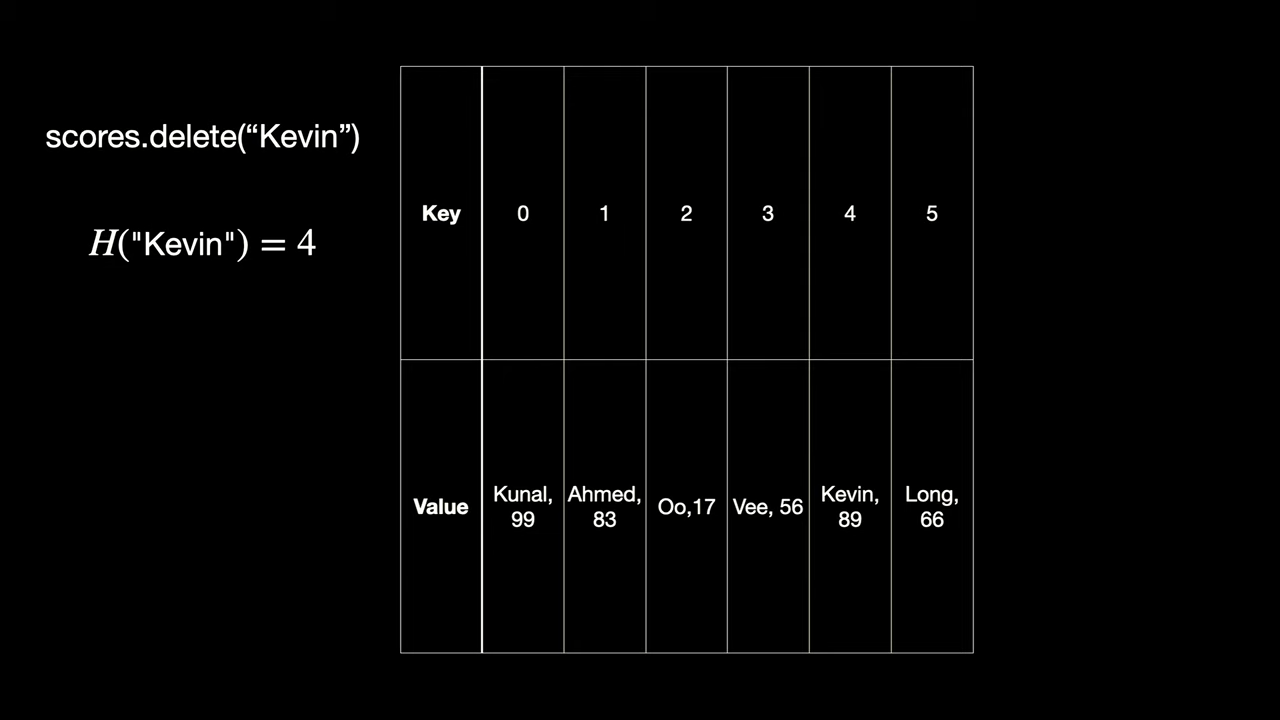 scores.delete(“Kevin”)
H("Kevin") = 4
Key 0 1 2 3 4 5
Value Kunal, 99 Ahmed, 83 Oo,17 Vee, 56 Kevin, 89 Long, 66